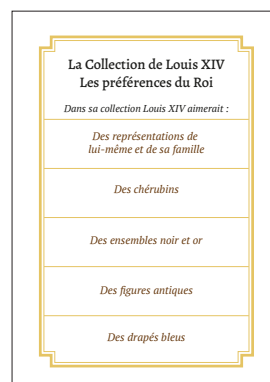 La Collection de Louis XIV
Les préférences du Roi
Dans sa collection Louis XIV aimerait :
Des représentations de
lui-même et de sa famille
Des chérubins
Des ensembles noir et or
Des figures antiques
Des drapés bleus